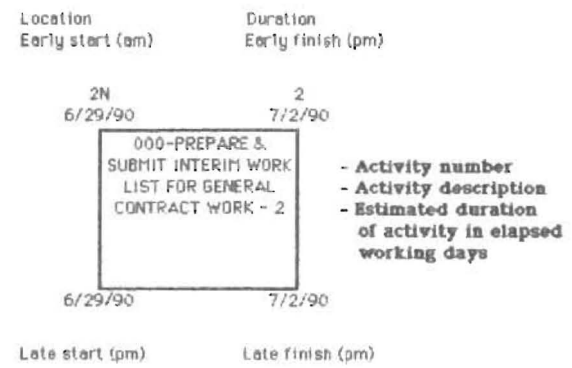 Location Duration
Early start (am) Early finish (pm)
2N 2
6/29/90 7/2/90
000-PREPARE &
SUBMIT INTERIM WORK
LIST FOR GENERAL
CONTRACT WORK - 2
- Activity number
- Activity description
- Estimated duration
of activity in elapsed
working days
6/29/90 7/2/90
Late start (pm) Late finish (pm)